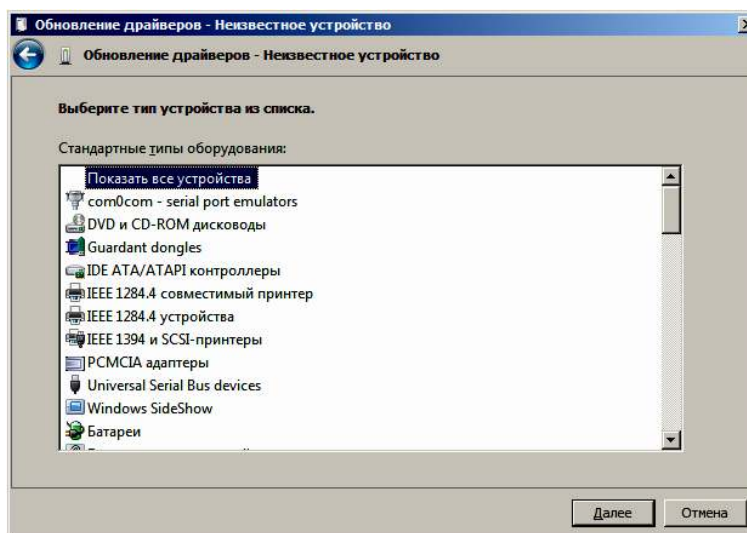 Обновление драйверов - Неизвестное устройство
Обновление драйверов - Неизвестное устройство
Выберите тип устройства из списка.
Стандартные типы оборудования:
Показать все устройства
com0com - serial port emulators
DVD и CD-ROM дисководы
Guardant dongles
IDE ATA/ATAPI контроллеры
IEEE 1284.4 совместимый принтер
IEEE 1284.4 устройства
IEEE 1394 и SCSI-принтеры
PCMCIA адаптеры
Universal Serial Bus devices
Windows SideShow
Батареи
Далее
Отмена